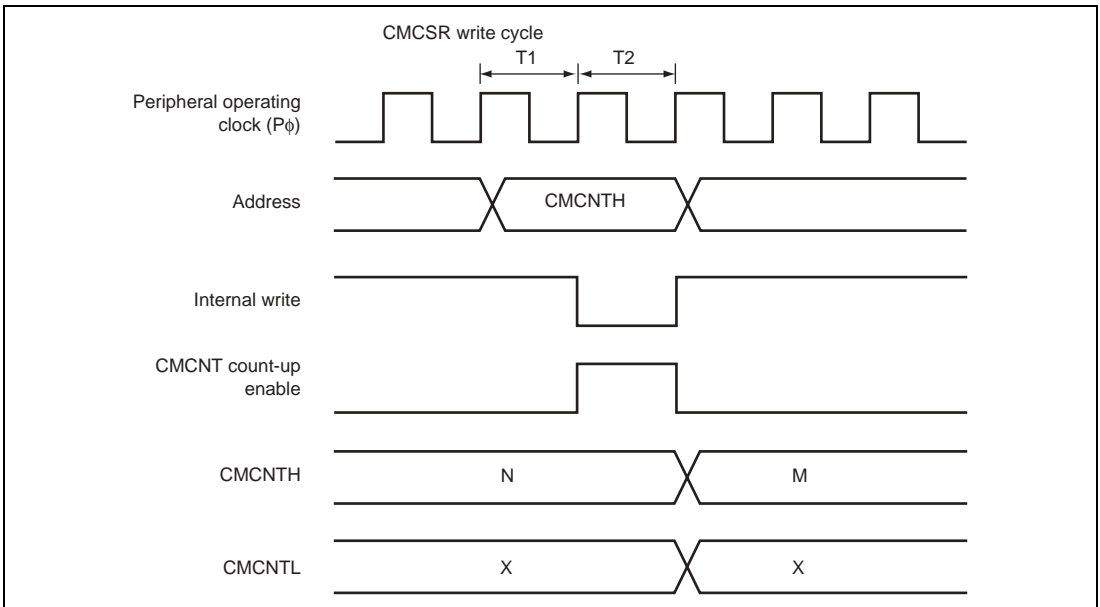 CMCSR write cycle
T1 T2
Peripheral operating
clock (Pϕ)
Address
CMCNTH
Internal write
CMCNT count-up
enable
CMCNTH
N
M
CMCNTL
X
X